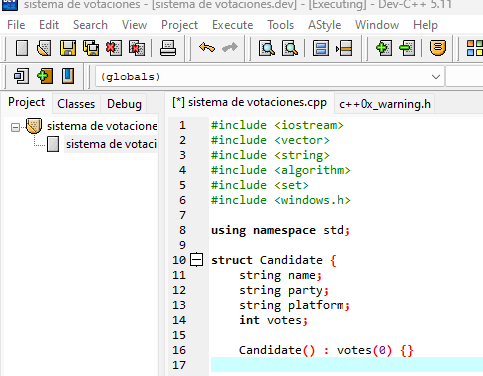 DEV
sistema de votaciones - [sistema de votaciones.dev] - [Executing] - Dev-C++ 5.11
File Edit Search View Project Execute Tools AStyle Window Help
(globals)
Project Classes Debug
[*] sistema de votaciones.cpp c++0x_warning.h
sistema de votacione
sistema de votaci
1 #include <iostream>
2 #include <vector>
3 #include <string>
4 #include <algorithm>
5 #include <set>
6 #include <windows.h>
7
8 using namespace std;
9
10 struct Candidate {
11 string name;
12 string party;
13 string platform;
14 int votes;
15
16 Candidate() : votes(0) {}
17